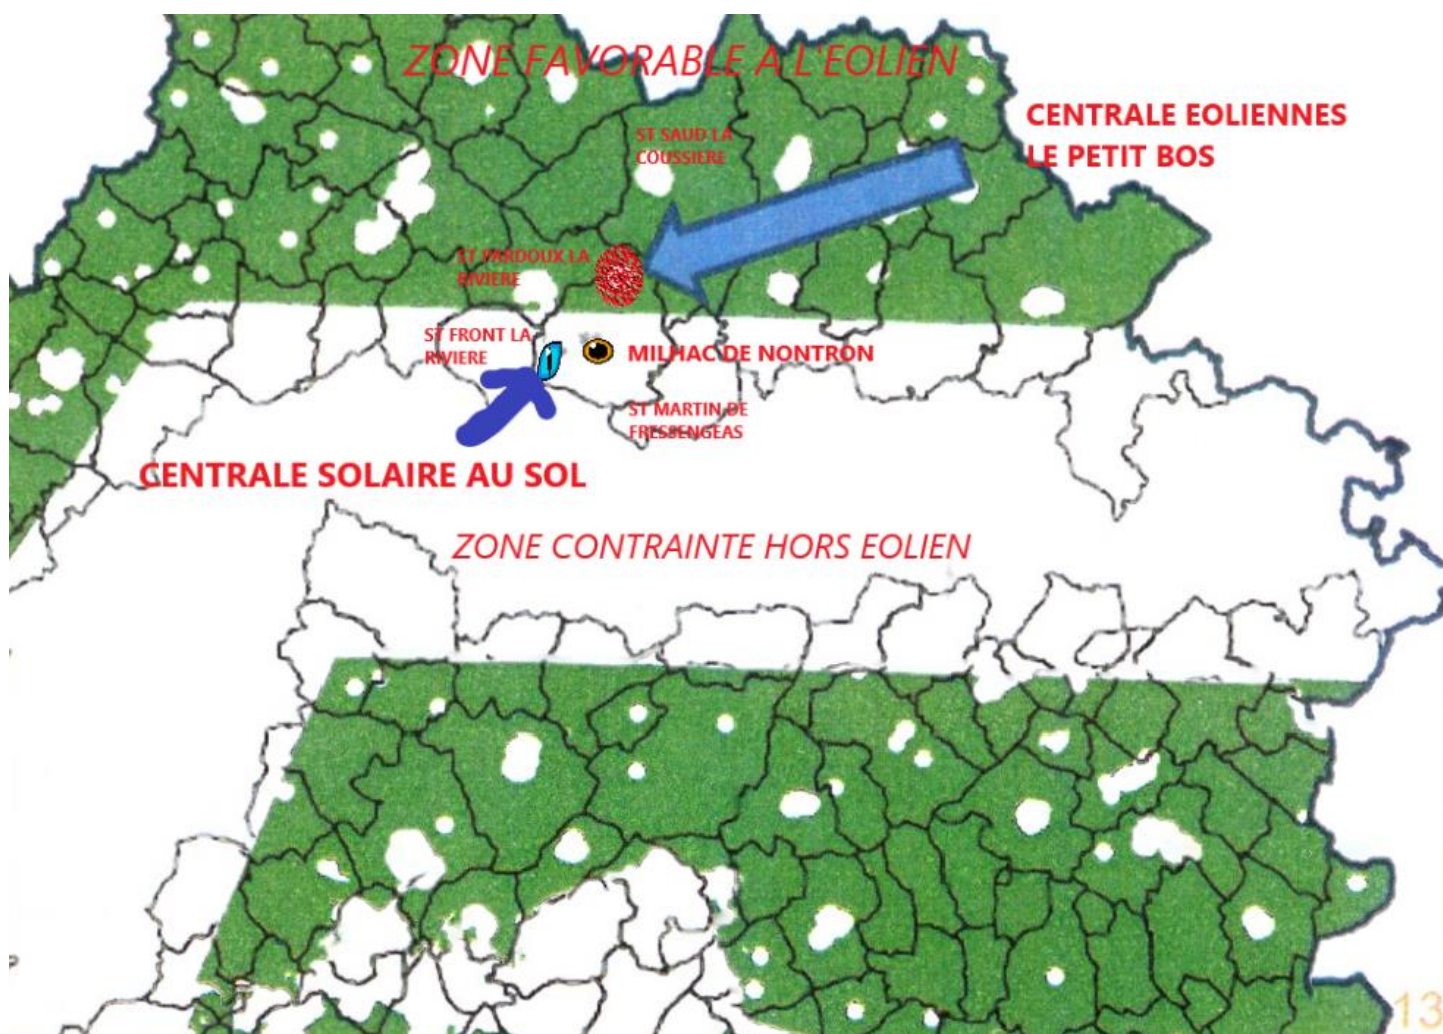 ZONE FAVORABLE A L'EOLIEN
CENTRALE EOLIENNES
LE PETIT BOS
ST SAUD LA
COUSSIERE
ST PARDOUX LA
RIVIERE
ST FRONT LA
RIVIERE
MILHAC DE NONTRON
ST MARTIN DE
FRESSENGEAS
CENTRALE SOLAIRE AU SOL
ZONE CONTRAINTE HORS EOLIEN
13